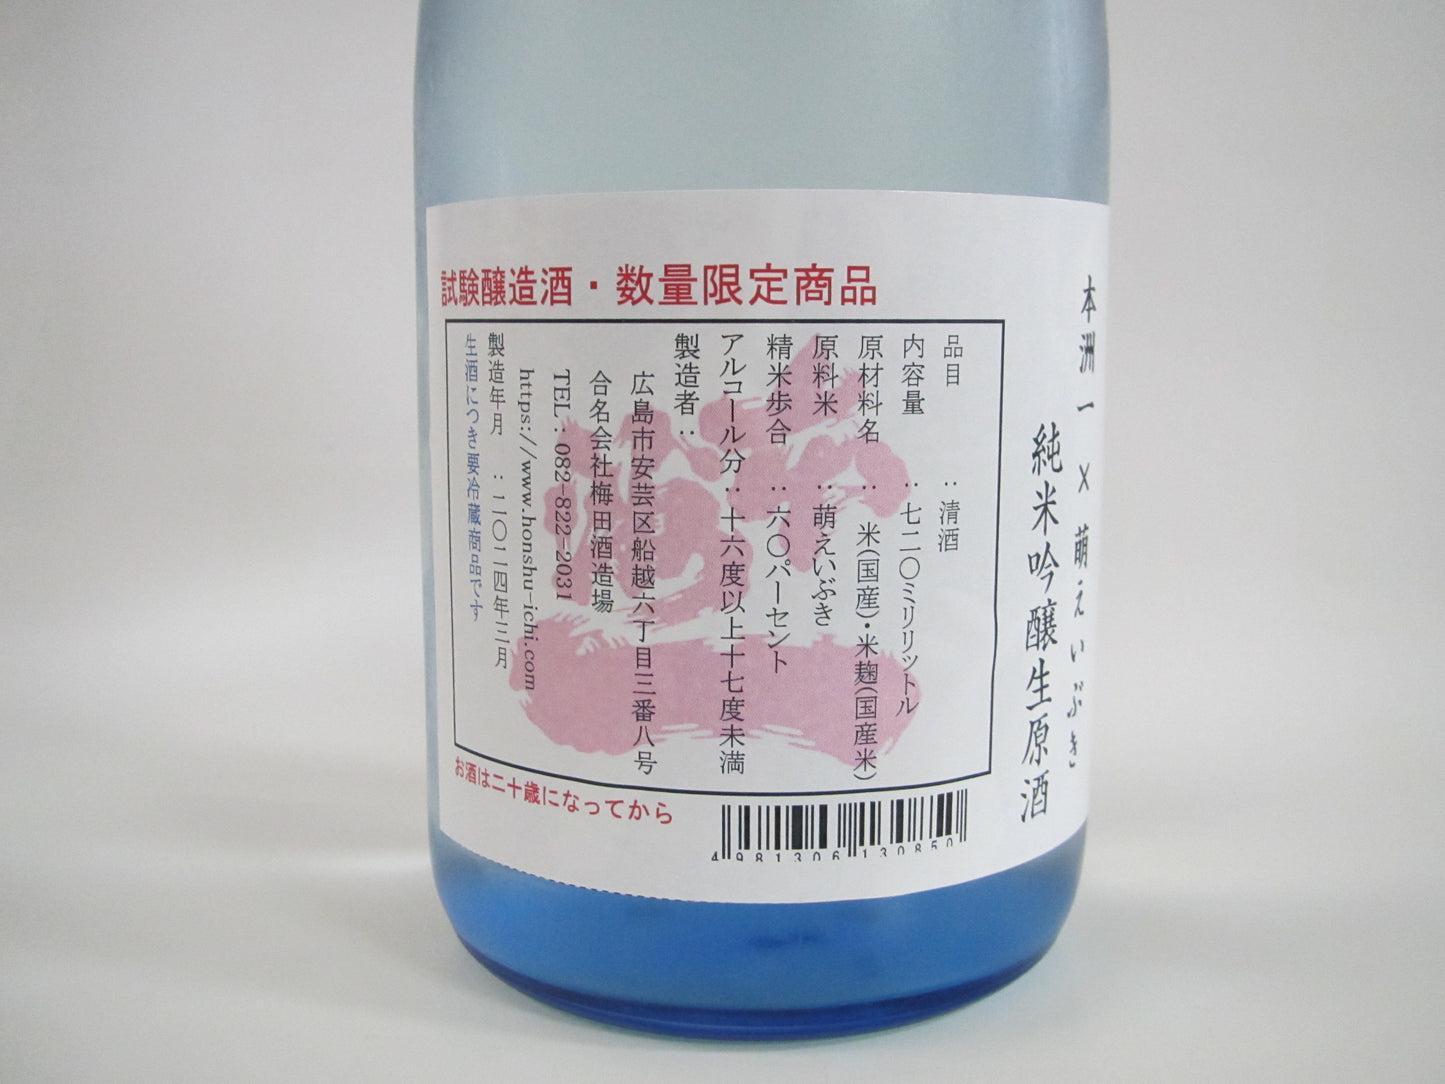 本洲一 × 萌えいぶき
純米吟醸生原酒
試験醸造酒・数量限定商品
品目 : 清酒
内容量 : 七二〇ミリリットル
原材料名 : 米(国産)・米麹(国産米)
原料米 : 萌えいぶき
精米歩合 : 六〇パーセント
アルコール分 : 十六度以上十七度未満
製造者 :
広島市安芸区船越六丁目三番八号
合名会社梅田酒造場
TEL : 082-822-2031
https://www.honshu-ichi.com
製造年月 : 二〇二四年三月
生酒につき要冷蔵商品です
お酒は二十歳になってから
4 981306 130850